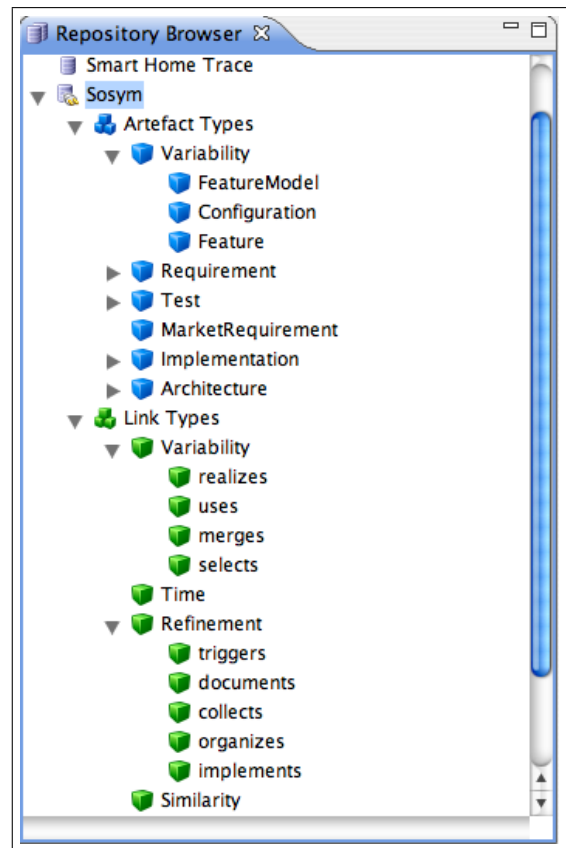 Repository Browser
Smart Home Trace
Sosym
Artefact Types
Variability
FeatureModel
Configuration
Feature
Requirement
Test
MarketRequirement
Implementation
Architecture
Link Types
Variability
realizes
uses
merges
selects
Time
Refinement
triggers
documents
collects
organizes
implements
Similarity